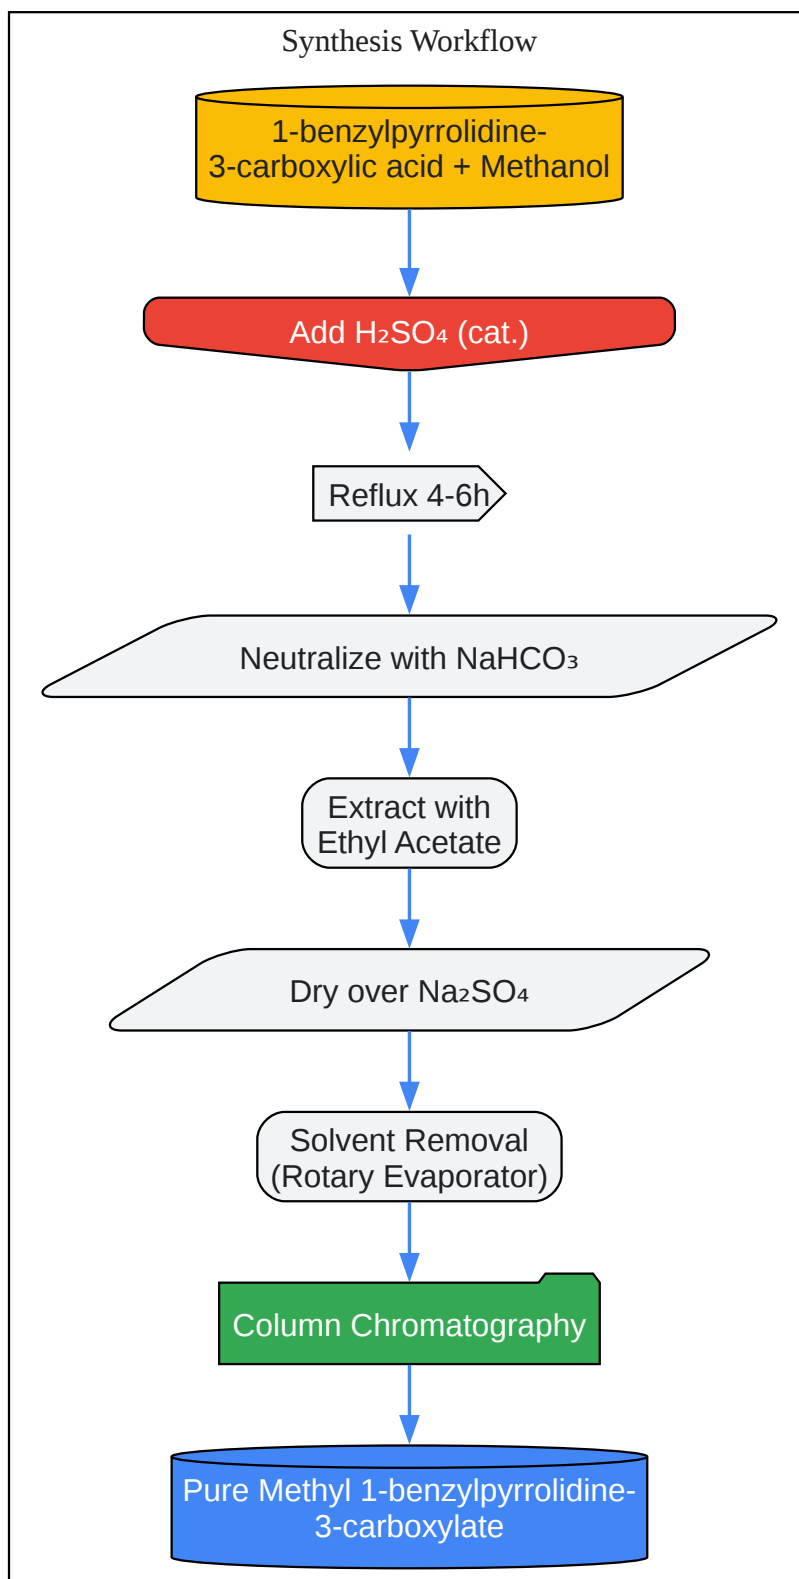 Synthesis Workflow
1-benzylpyrrolidine-
3-carboxylic acid + Methanol
Add H₂SO₄ (cat.)
Reflux 4-6h
Neutralize with NaHCO₃
Extract with
Ethyl Acetate
Dry over Na₂SO₄
Solvent Removal
(Rotary Evaporator)
Column Chromatography
Pure Methyl 1-benzylpyrrolidine-
3-carboxylate